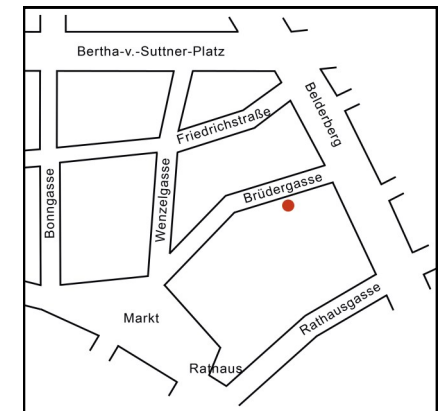 Bertha-v.-Suttner-Platz
Friedrichstraße
Belderberg
Bonngasse
Wenzelgasse
Brüdergasse
Rathausgasse
Markt
Rathaus